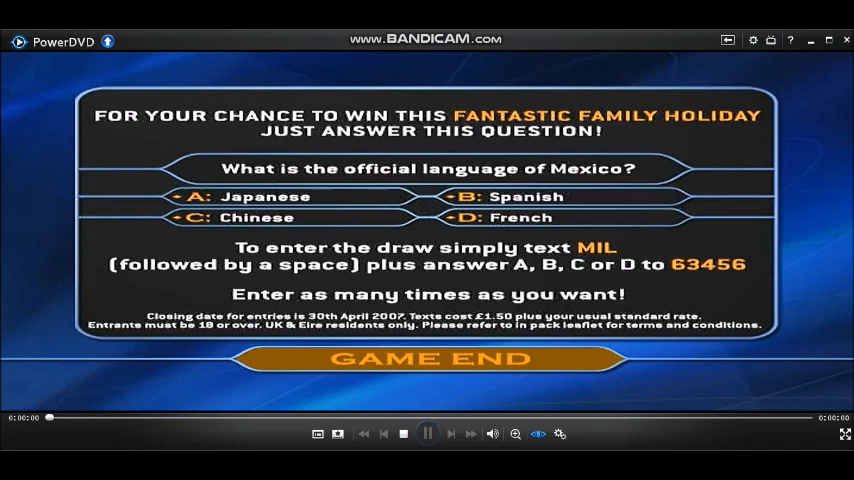 PowerDVD
www.BANDICAM.com
?
FOR YOUR CHANCE TO WIN THIS FANTASTIC FAMILY HOLIDAY
JUST ANSWER THIS QUESTION!
What is the official language of Mexico?
A: Japanese
B: Spanish
C: Chinese
D: French
To enter the draw simply text MIL
(followed by a space) plus answer A, B, C or D to 63456
Enter as many times as you want!
Closing date for entries is 30th April 2007. Texts cost £1.50 plus your usual standard rate.
Entrants must be 18 or over. UK & Eire residents only. Please refer to in pack leaflet for terms and conditions.
GAME END
0:00:00
0:00:00